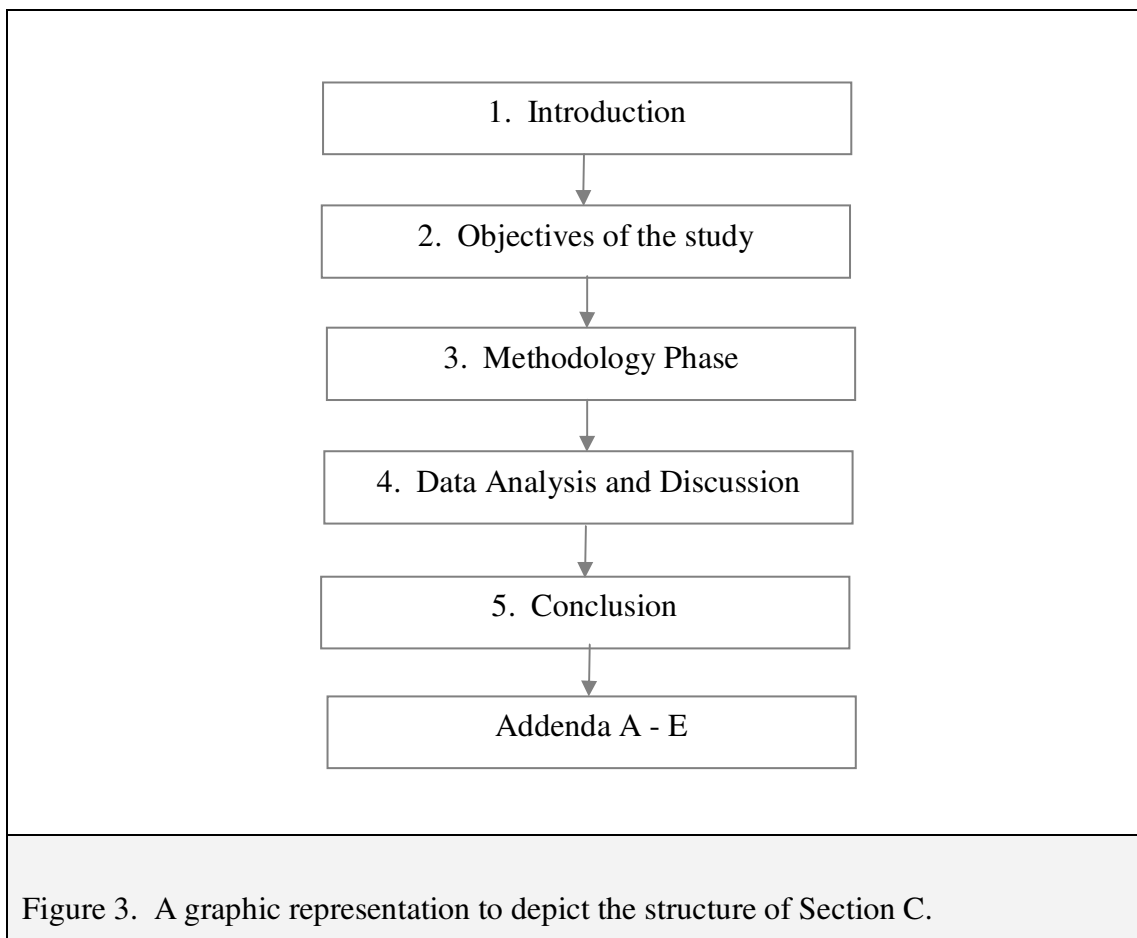 1. Introduction
2. Objectives of the study
3. Methodology Phase
4. Data Analysis and Discussion
5. Conclusion
Addenda A - E
Figure 3. A graphic representation to depict the structure of Section C.